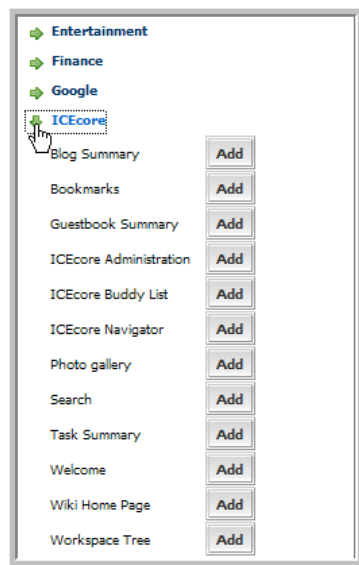 Entertainment
Finance
Google
ICEcore
Blog Summary Add
Bookmarks Add
Guestbook Summary Add
ICEcore Administration Add
ICEcore Buddy List Add
ICEcore Navigator Add
Photo gallery Add
Search Add
Task Summary Add
Welcome Add
Wiki Home Page Add
Workspace Tree Add